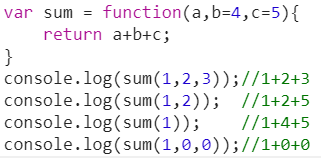 var sum = function(a,b=4,c=5){
    return a+b+c;
}
console.log(sum(1,2,3));//1+2+3
console.log(sum(1,2));  //1+2+5
console.log(sum(1));    //1+4+5
console.log(sum(1,0,0));//1+0+0